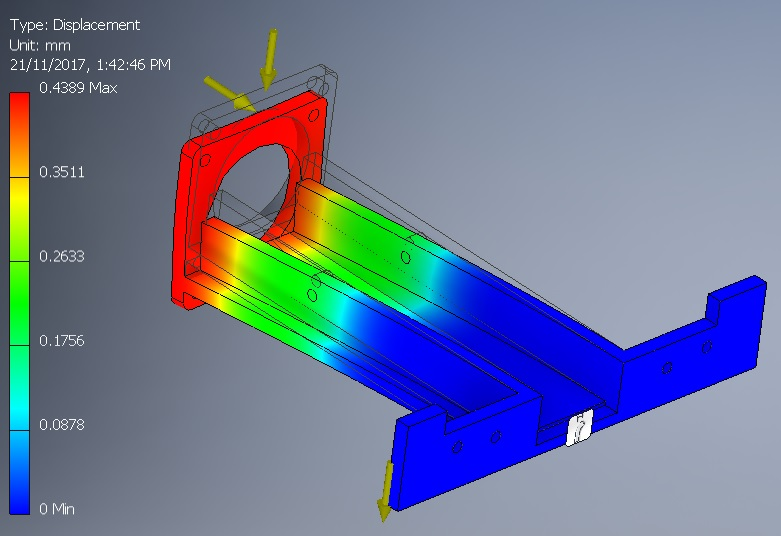 Type: Displacement
Unit: mm
21/11/2017, 1:42:46 PM
0.4389 Max
0.3511
0.2633
0.1756
0.0878
0 Min